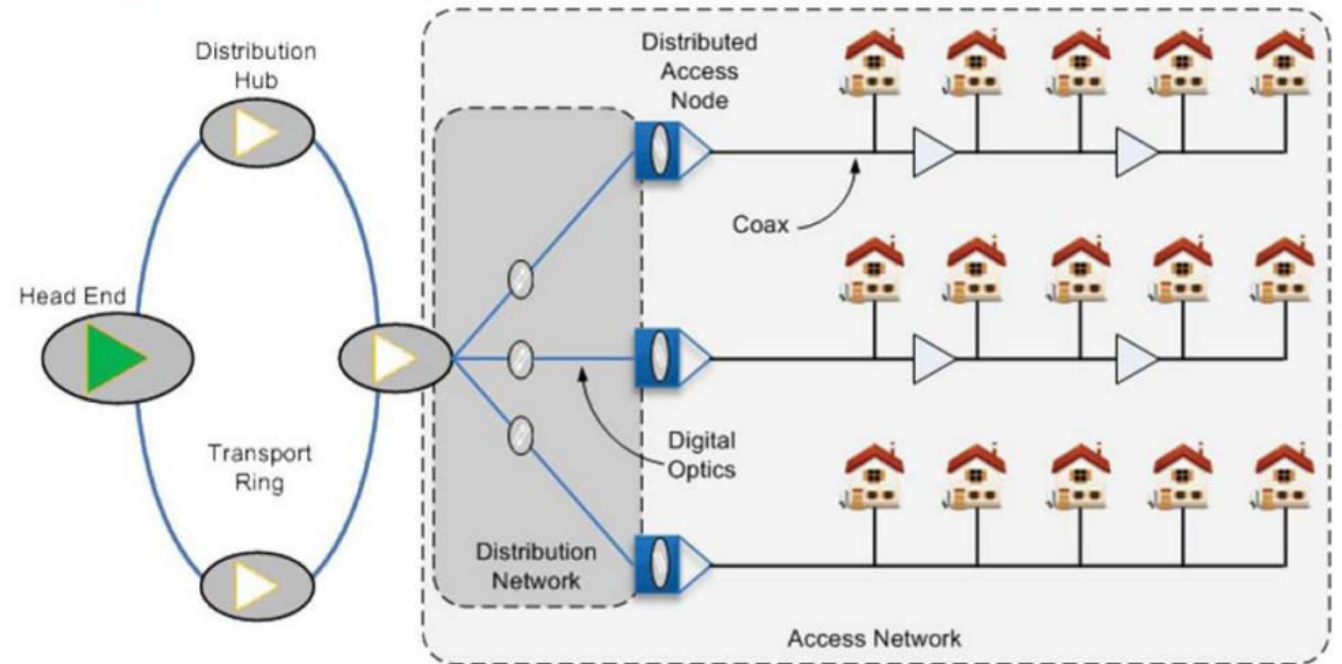 Distribution
Hub
Distributed
Access
Node
Coax
Head End
Transport
Ring
Digital
Optics
Distribution
Network
Access Network